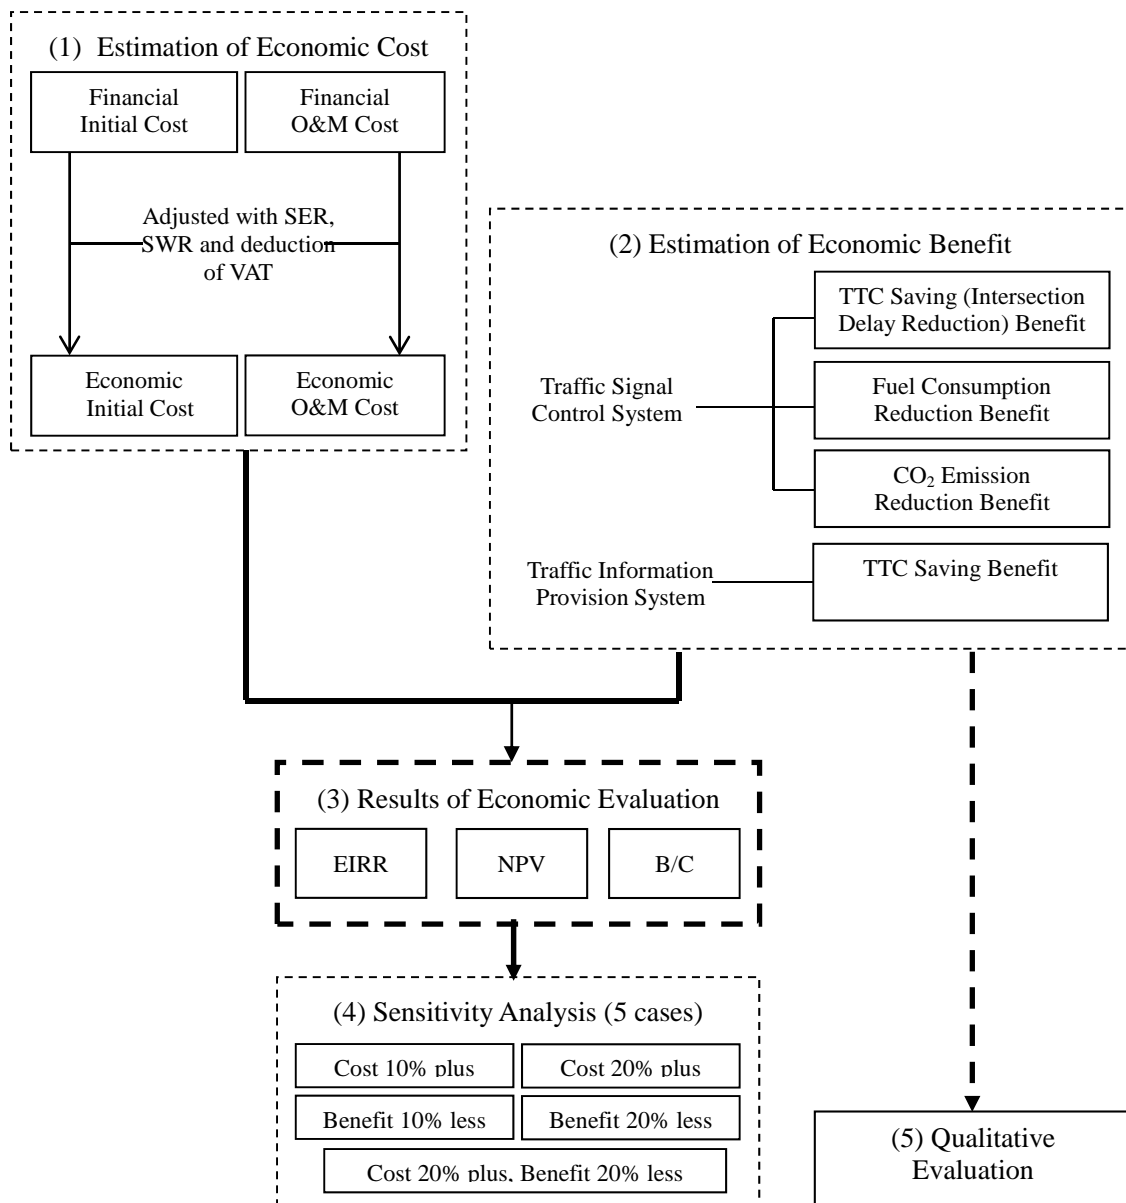 (1) Estimation of Economic Cost
Financial
Initial Cost
Financial
O&M Cost
Adjusted with SER,
SWR and deduction
of VAT
Economic
Initial Cost
Economic
O&M Cost
(2) Estimation of Economic Benefit
Traffic Signal
Control System
TTC Saving (Intersection
Delay Reduction) Benefit
Fuel Consumption
Reduction Benefit
CO₂ Emission
Reduction Benefit
Traffic Information
Provision System
TTC Saving Benefit
(3) Results of Economic Evaluation
EIRR
NPV
B/C
(4) Sensitivity Analysis (5 cases)
Cost 10% plus
Cost 20% plus
Benefit 10% less
Benefit 20% less
Cost 20% plus, Benefit 20% less
(5) Qualitative
Evaluation